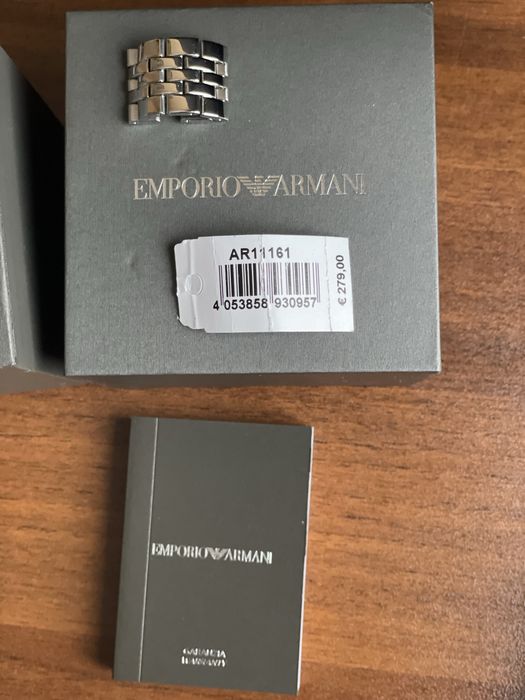 EMPORIO ARMANI
AR11161
4 053858 930957
€ 279,00
EMPORIO ARMANI
GARANZIA
WARRANTY